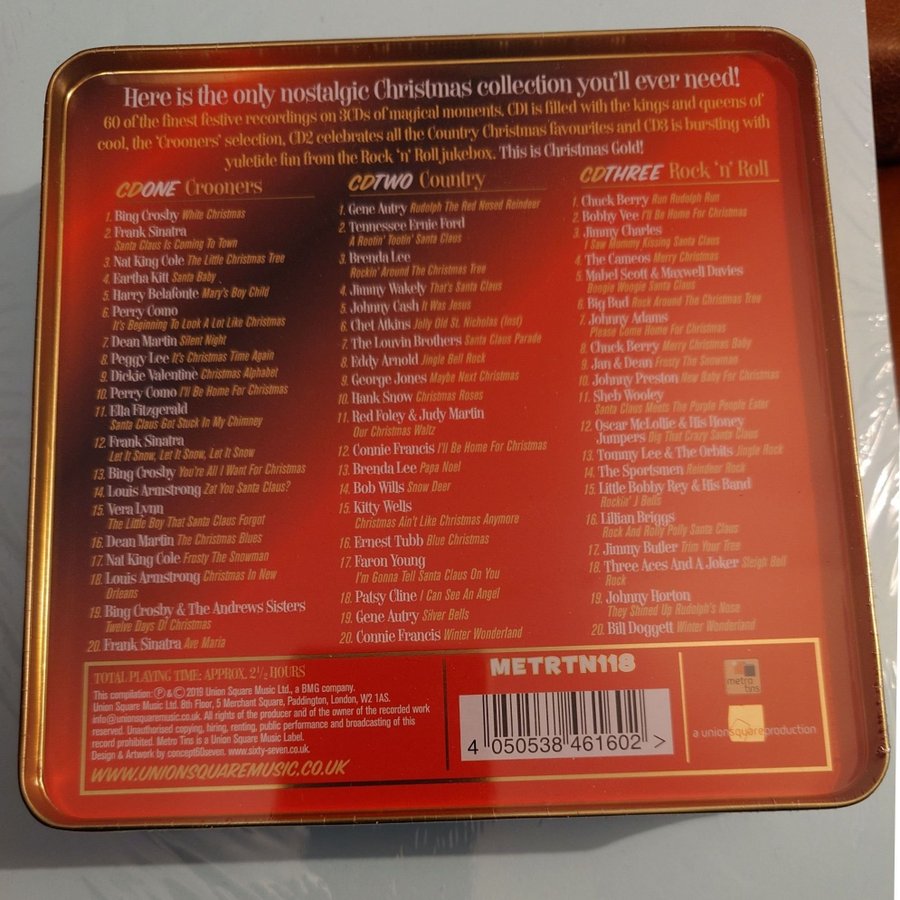 Here is the only nostalgic Christmas collection you'll ever need!
60 of the finest festive recordings on 3CDs of magical moments. CD1 is filled with the kings and queens of
cool, the 'Crooners' selection, CD2 celebrates all the Country Christmas favourites and CD3 is bursting with
yuletide fun from the Rock 'n' Roll jukebox. This is Christmas Gold!
CDONE Crooners
1. Bing Crosby White Christmas
2. Frank Sinatra
Santa Claus Is Coming To Town
3. Nat King Cole The Little Christmas Tree
4. Eartha Kitt Santa Baby
5. Harry Belafonte Mary's Boy Child
6. Perry Como
It's Beginning To Look A Lot Like Christmas
7. Dean Martin Silent Night
8. Peggy Lee It's Christmas Time Again
9. Dickie Valentine Christmas Alphabet
10. Perry Como I'll Be Home For Christmas
11. Ella Fitzgerald
Santa Claus Got Stuck In My Chimney
12. Frank Sinatra
Let It Snow, Let It Snow, Let It Snow
13. Bing Crosby You're All I Want For Christmas
14. Louis Armstrong Zat You Santa Claus?
15. Vera Lynn
The Little Boy That Santa Claus Forgot
16. Dean Martin The Christmas Blues
17. Nat King Cole Frosty The Snowman
18. Louis Armstrong Christmas In New
Orleans
19. Bing Crosby & The Andrews Sisters
Twelve Days Of Christmas
20. Frank Sinatra Ave Maria
CDTWO Country
1. Gene Autry Rudolph The Red Nosed Reindeer
2. Tennessee Ernie Ford
A Rootin' Tootin' Santa Claus
3. Brenda Lee
Rockin' Around The Christmas Tree
4. Jimmy Wakely That's Santa Claus
5. Johnny Cash It Was Jesus
6. Chet Atkins Jolly Old St. Nicholas (Inst)
7. The Louvin Brothers Santa Claus Parade
8. Eddy Arnold Jingle Bell Rock
9. George Jones Maybe Next Christmas
10. Hank Snow Christmas Roses
11. Red Foley & Judy Martin
Our Christmas Waltz
12. Connie Francis I'll Be Home For Christmas
13. Brenda Lee Papa Noel
14. Bob Wills Snow Deer
15. Kitty Wells
Christmas Ain't Like Christmas Anymore
16. Ernest Tubb Blue Christmas
17. Faron Young
I'm Gonna Tell Santa Claus On You
18. Patsy Cline I Can See An Angel
19. Gene Autry Silver Bells
20. Connie Francis Winter Wonderland
CDTHREE Rock 'n' Roll
1. Chuck Berry Run Rudolph Run
2. Bobby Vee I'll Be Home For Christmas
3. Jimmy Charles
I Saw Mommy Kissing Santa Claus
4. The Cameos Merry Christmas
5. Mabel Scott & Maxwell Davies
Boogie Woogie Santa Claus
6. Big Bud Rock Around The Christmas Tree
7. Johnny Adams
Please Come Home For Christmas
8. Chuck Berry Merry Christmas Baby
9. Jan & Dean Frosty The Snowman
10. Johnny Preston New Baby For Christmas
11. Sheb Wooley
Santa Claus Meets The Purple People Eater
12. Oscar McLollie & His Honey
Jumpers Dig That Crazy Santa Claus
13. Tommy Lee & The Orbits Jingle Rock
14. The Sportsmen Reindeer Rock
15. Little Bobby Rey & His Band
Rockin' J Bells
16. Lillian Briggs
Rock And Rolly Polly Santa Claus
17. Jimmy Butler Trim Your Tree
18. Three Aces And A Joker Sleigh Bell
Rock
19. Johnny Horton
They Shined Up Rudolph's Nose
20. Bill Doggett Winter Wonderland
TOTAL PLAYING TIME: APPROX. 2 1/2 HOURS
This compilation: ℗ & © 2019 Union Square Music Ltd., a BMG company.
Union Square Music Ltd. 8th Floor, 5 Merchant Square, Paddington, London, W2 1AS.
info@unionsquaremusic.co.uk. All rights of the producer and of the owner of the recorded work
reserved. Unauthorised copying, hiring, renting, public performance and broadcasting of this
record prohibited. Metro Tins is a Union Square Music Label.
Design & Artwork by concept60seven. www.sixty-seven.co.uk.
WWW.UNIONSQUAREMUSIC.CO.UK
METRTN118
4 050538 461602 >
metro
tins
a unionsquareproduction